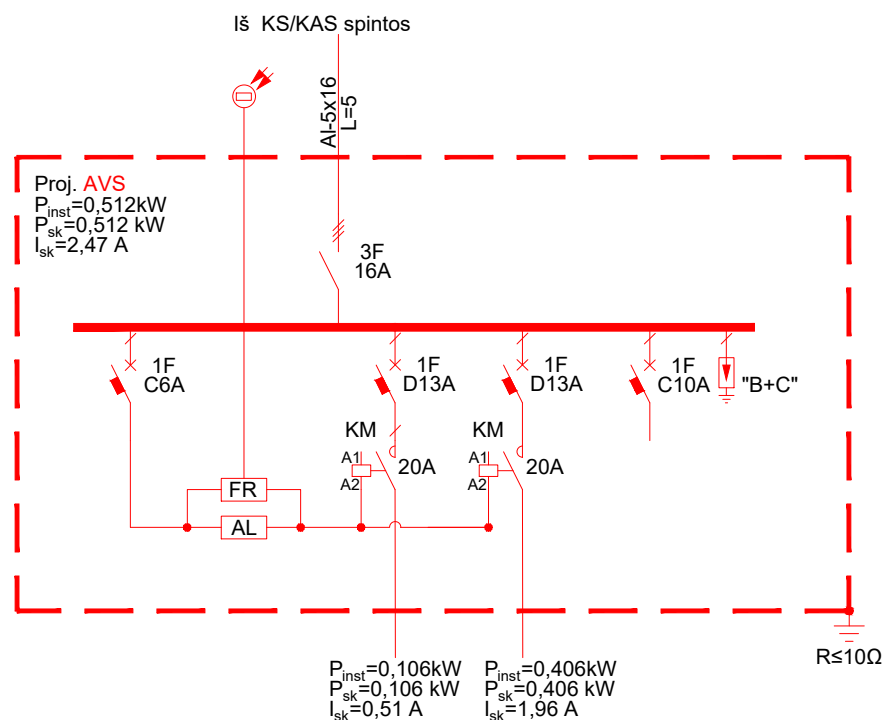 Iš KS/KAS spintos
Al-5x16
L=5
Proj. AVS
Pinst=0,512kW
Psk=0,512 kW
Isk=2,47 A
3F
16A
1F
C6A
1F
D13A
1F
D13A
1F
C10A
"B+C"
KM
A1
A2
20A
KM
A1
A2
20A
FR
AL
R≤10Ω
Pinst=0,106kW
Psk=0,106 kW
Isk=0,51 A
Pinst=0,406kW
Psk=0,406 kW
Isk=1,96 A